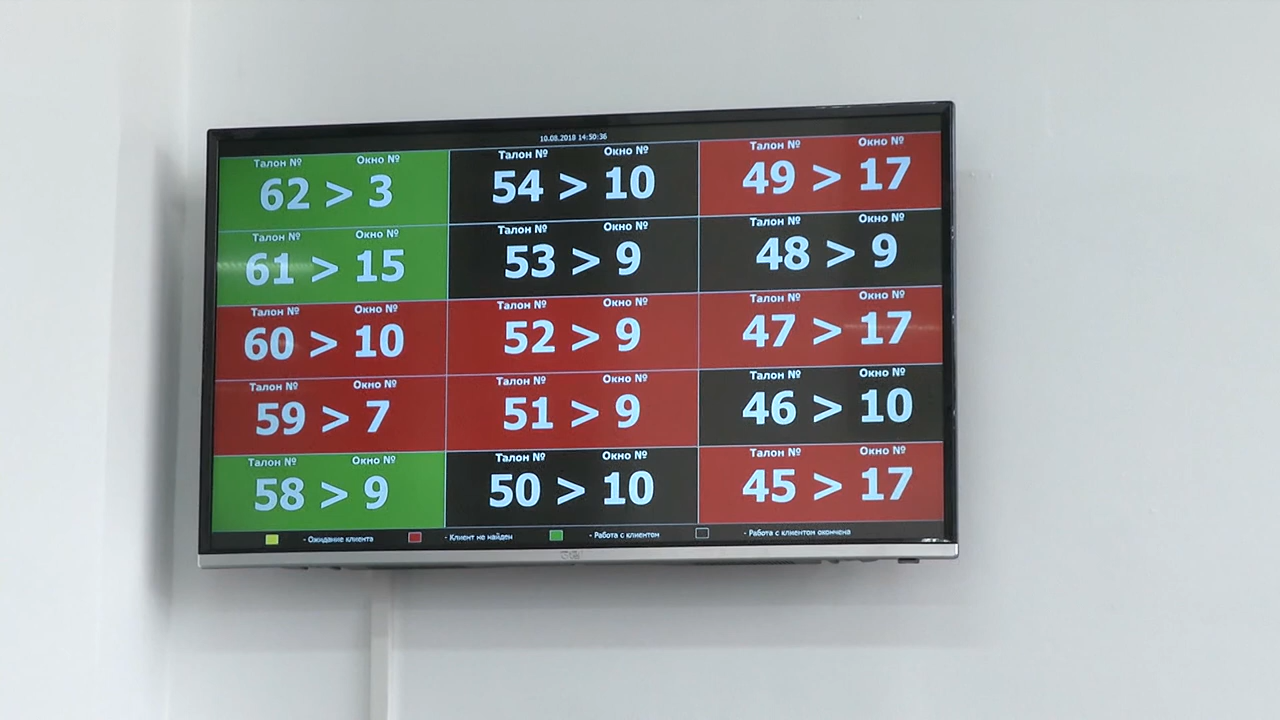 10.08.2018 14:50:36
Талон № Окно №
62 > 3
Талон № Окно №
61 > 15
Талон № Окно №
60 > 10
Талон № Окно №
59 > 7
Талон № Окно №
58 > 9
Талон № Окно №
54 > 10
Талон № Окно №
53 > 9
Талон № Окно №
52 > 9
Талон № Окно №
51 > 9
Талон № Окно №
50 > 10
Талон № Окно №
49 > 17
Талон № Окно №
48 > 9
Талон № Окно №
47 > 17
Талон № Окно №
46 > 10
Талон № Окно №
45 > 17
- Ожидание клиента - Клиент не найден - Работа с клиентом - Работа с клиентом окончена